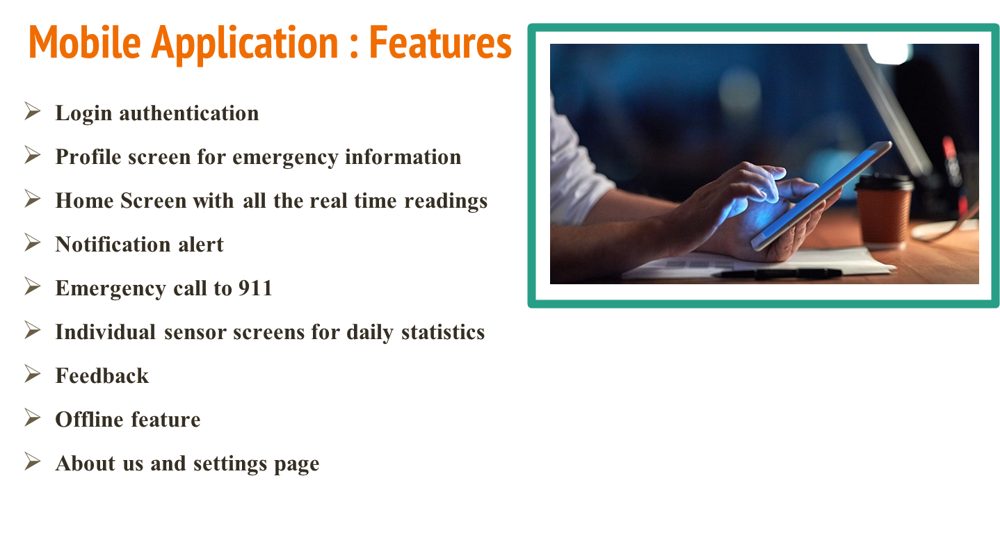 Mobile Application : Features
Login authentication
Profile screen for emergency information
Home Screen with all the real time readings
Notification alert
Emergency call to 911
Individual sensor screens for daily statistics
Feedback
Offline feature
About us and settings page